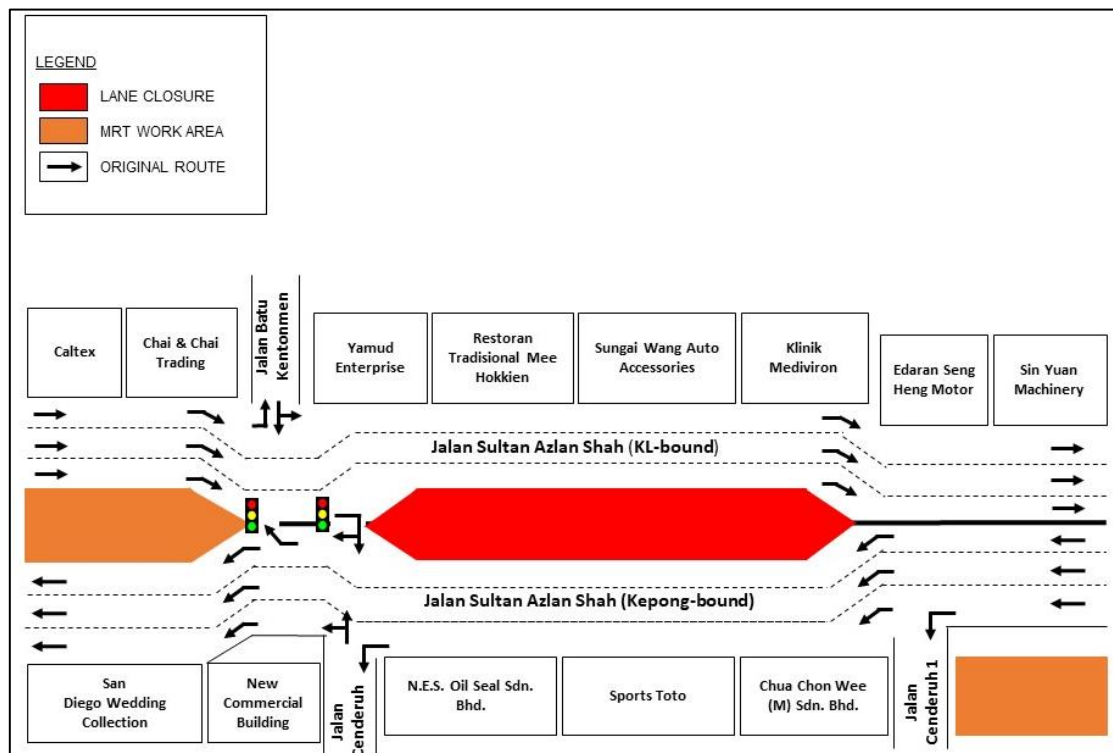 LEGEND
LANE CLOSURE
MRT WORK AREA
ORIGINAL ROUTE
Jalan Batu
Kentonmen
Caltex
Chai & Chai
Trading
Yamud
Enterprise
Restoran
Tradisional Mee
Hokkien
Sungai Wang Auto
Accessories
Klinik
Mediviron
Edaran Seng
Heng Motor
Sin Yuan
Machinery
Jalan Sultan Azlan Shah (KL-bound)
Jalan Sultan Azlan Shah (Kepong-bound)
San
Diego Wedding
Collection
New
Commercial
Building
Jalan
Cenderuh
N.E.S. Oil Seal Sdn.
Bhd.
Sports Toto
Chua Chon Wee
(M) Sdn. Bhd.
Jalan
Cenderuh 1